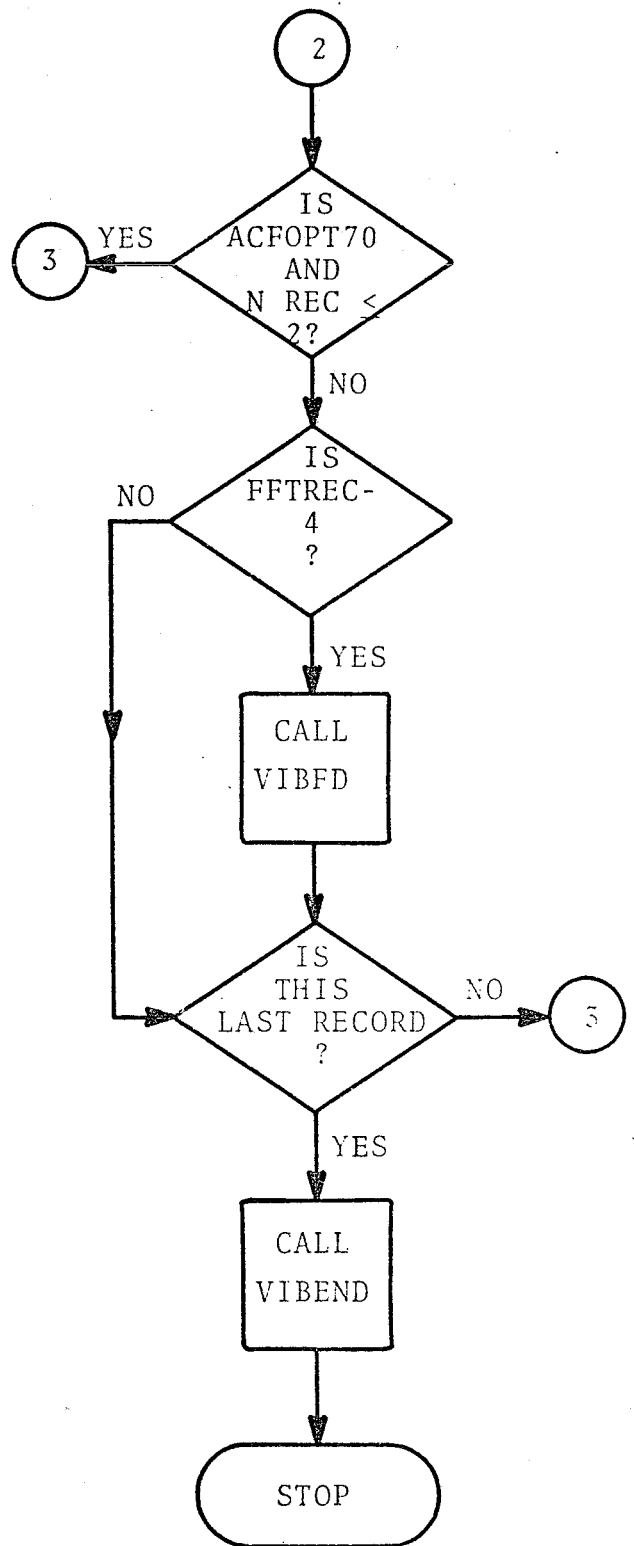 2
IS
ACFOPT70
AND
N REC ≤
2?
YES
3
NO
IS
FFTREC-
4
?
NO
YES
CALL
VIBFD
IS
THIS
LAST RECORD
?
NO
3
YES
CALL
VIBEND
STOP